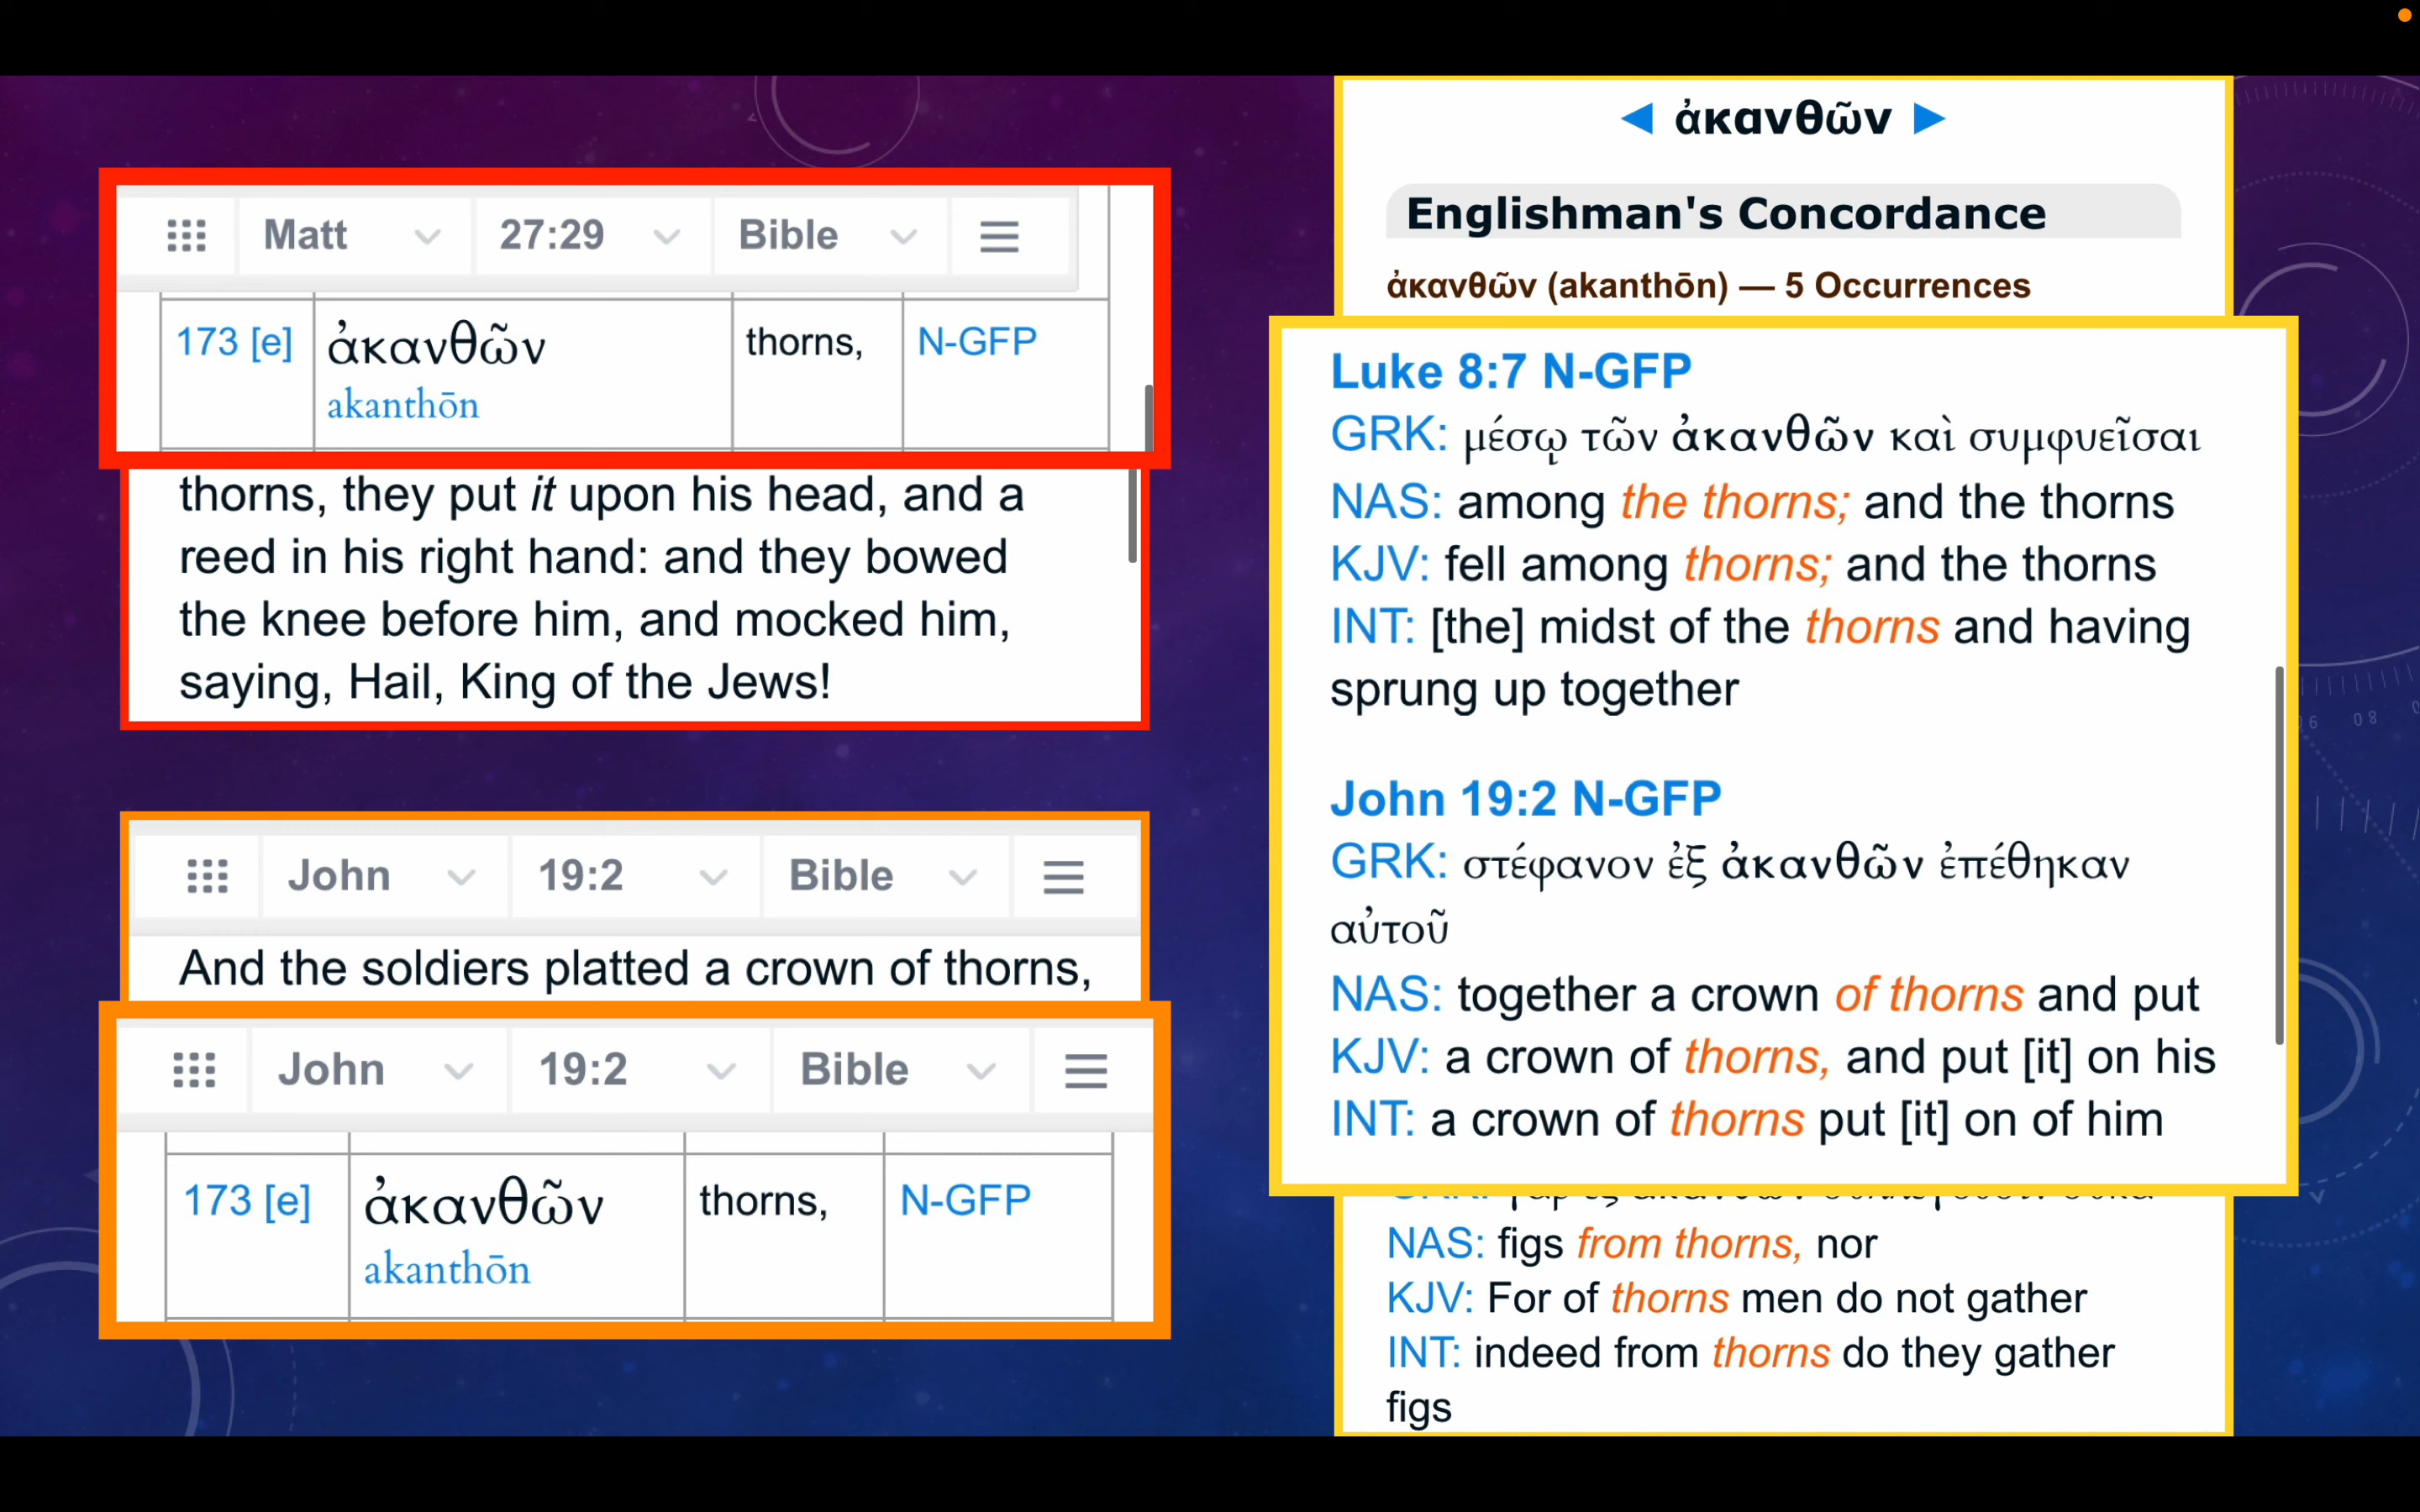 Matt 27:29 Bible
173 [e] ἀκανθῶν thorns, N-GFP
akanthōn
thorns, they put it upon his head, and a
reed in his right hand: and they bowed
the knee before him, and mocked him,
saying, Hail, King of the Jews!
John 19:2 Bible
And the soldiers platted a crown of thorns,
John 19:2 Bible
173 [e] ἀκανθῶν thorns, N-GFP
akanthōn
ἀκανθῶν
Englishman's Concordance
ἀκανθῶν (akanthōn) — 5 Occurrences
Luke 8:7 N-GFP
GRK: μέσῳ τῶν ἀκανθῶν καὶ συμφυεῖσαι
NAS: among the thorns; and the thorns
KJV: fell among thorns; and the thorns
INT: [the] midst of the thorns and having
sprung up together
John 19:2 N-GFP
GRK: στέφανον ἐξ ἀκανθῶν ἐπέθηκαν
αὐτοῦ
NAS: together a crown of thorns and put
KJV: a crown of thorns, and put [it] on his
INT: a crown of thorns put [it] on of him
NAS: figs from thorns, nor
KJV: For of thorns men do not gather
INT: indeed from thorns do they gather
figs
08